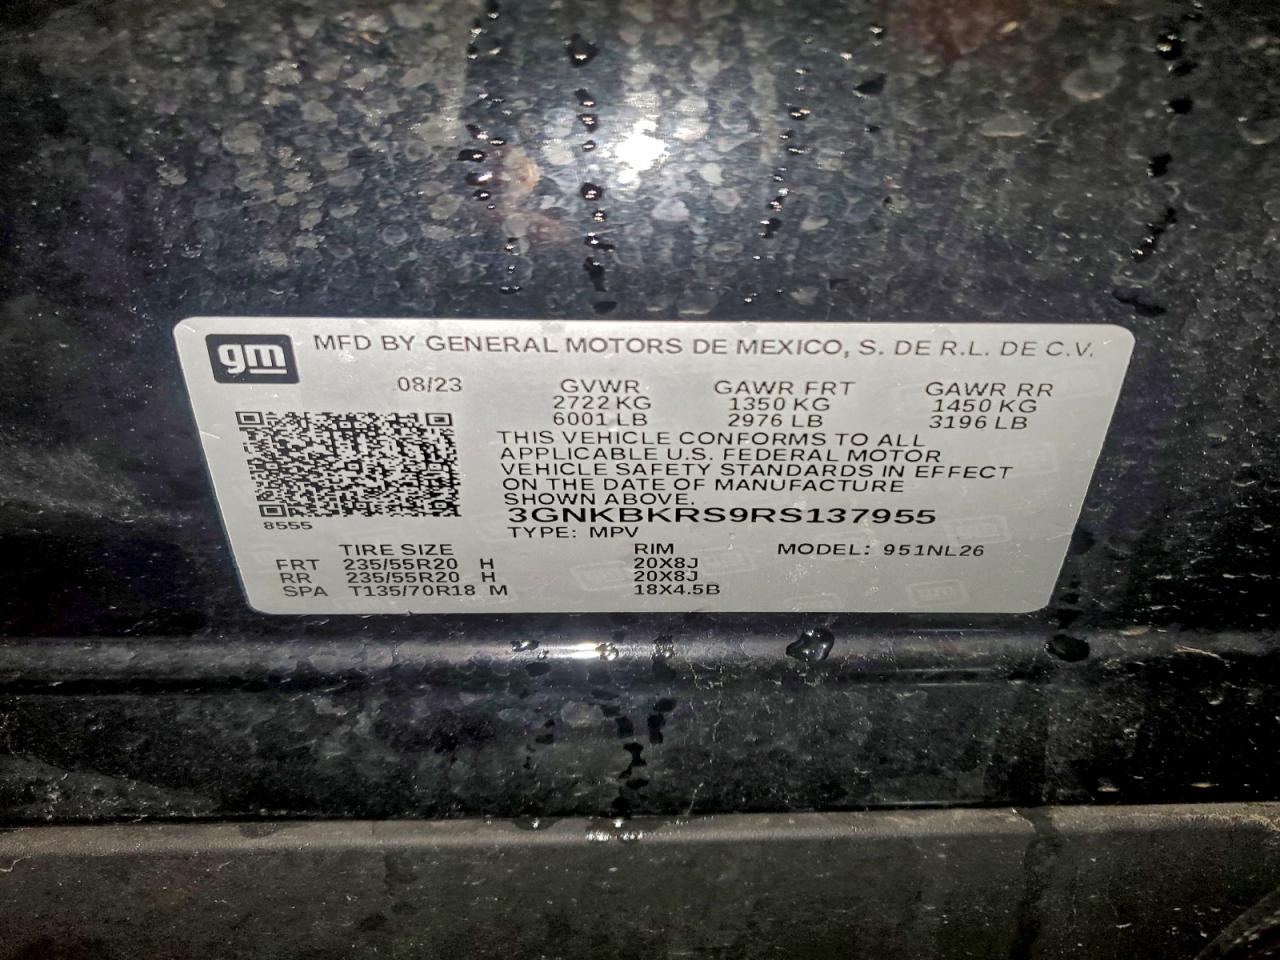 gm MFD BY GENERAL MOTORS DE MEXICO, S. DE R.L. DE C.V.
08/23 GVWR GAWR FRT GAWR RR
2722 KG 1350 KG 1450 KG
6001 LB 2976 LB 3196 LB
THIS VEHICLE CONFORMS TO ALL
APPLICABLE U.S. FEDERAL MOTOR
VEHICLE SAFETY STANDARDS IN EFFECT
ON THE DATE OF MANUFACTURE
SHOWN ABOVE.
3GNKBKRS9RS137955
8555
TYPE: MPV
TIRE SIZE RIM MODEL: 951NL26
FRT 235/55R20 H 20X8J
RR 235/55R20 H 20X8J
SPA T135/70R18 M 18X4.5B